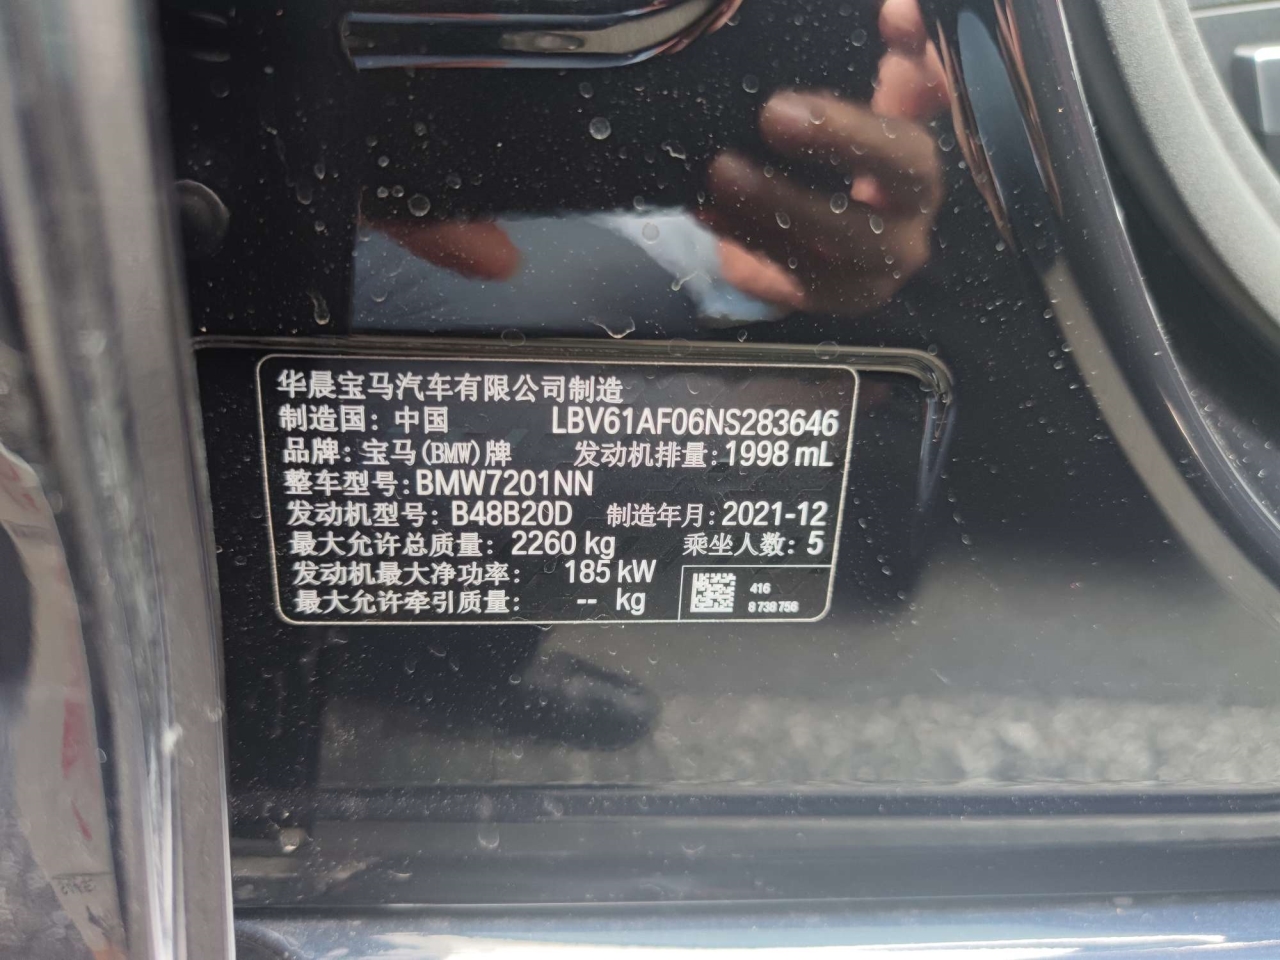 华晨宝马汽车有限公司制造
制造国：中国 LBV61AF06NS283646
品牌：宝马(BMW)牌 发动机排量：1998 mL
整车型号：BMW7201NN
发动机型号：B48B20D 制造年月：2021-12
最大允许总质量：2260 kg 乘坐人数：5
发动机最大净功率：185 kW
最大允许牵引质量：-- kg
416
8 739 756